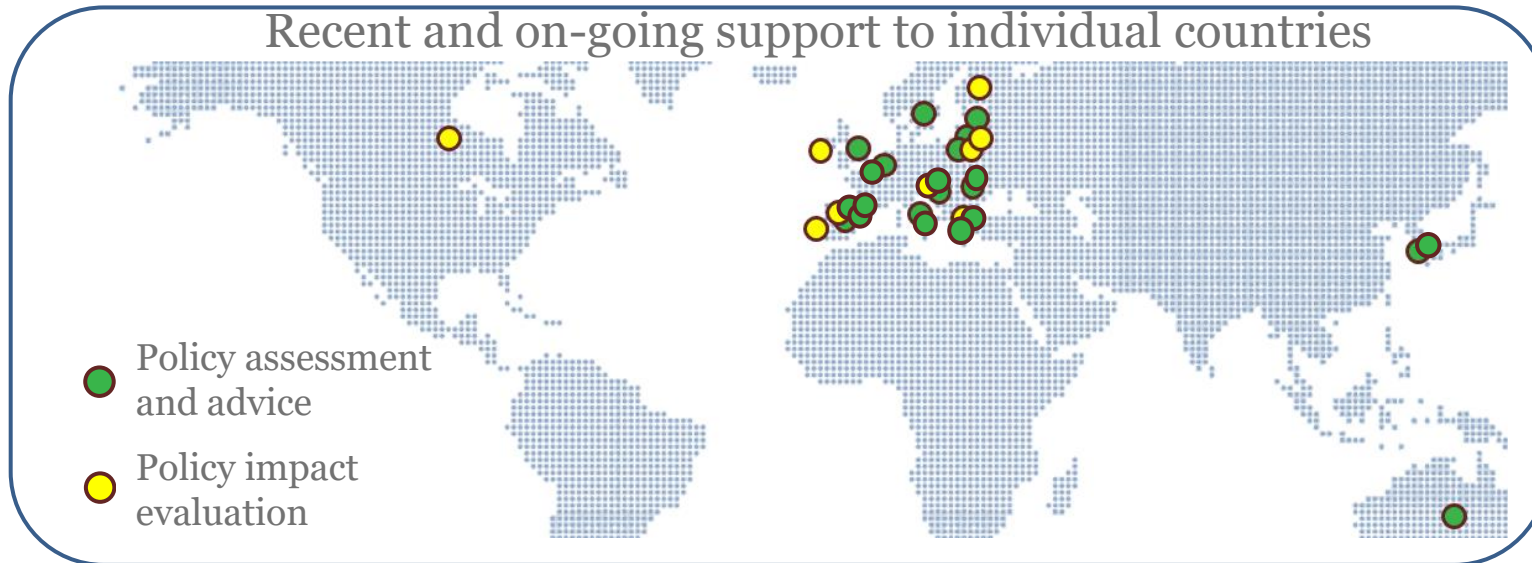 Recent and on-going support to individual countries
Policy assessment
and advice
Policy impact
evaluation